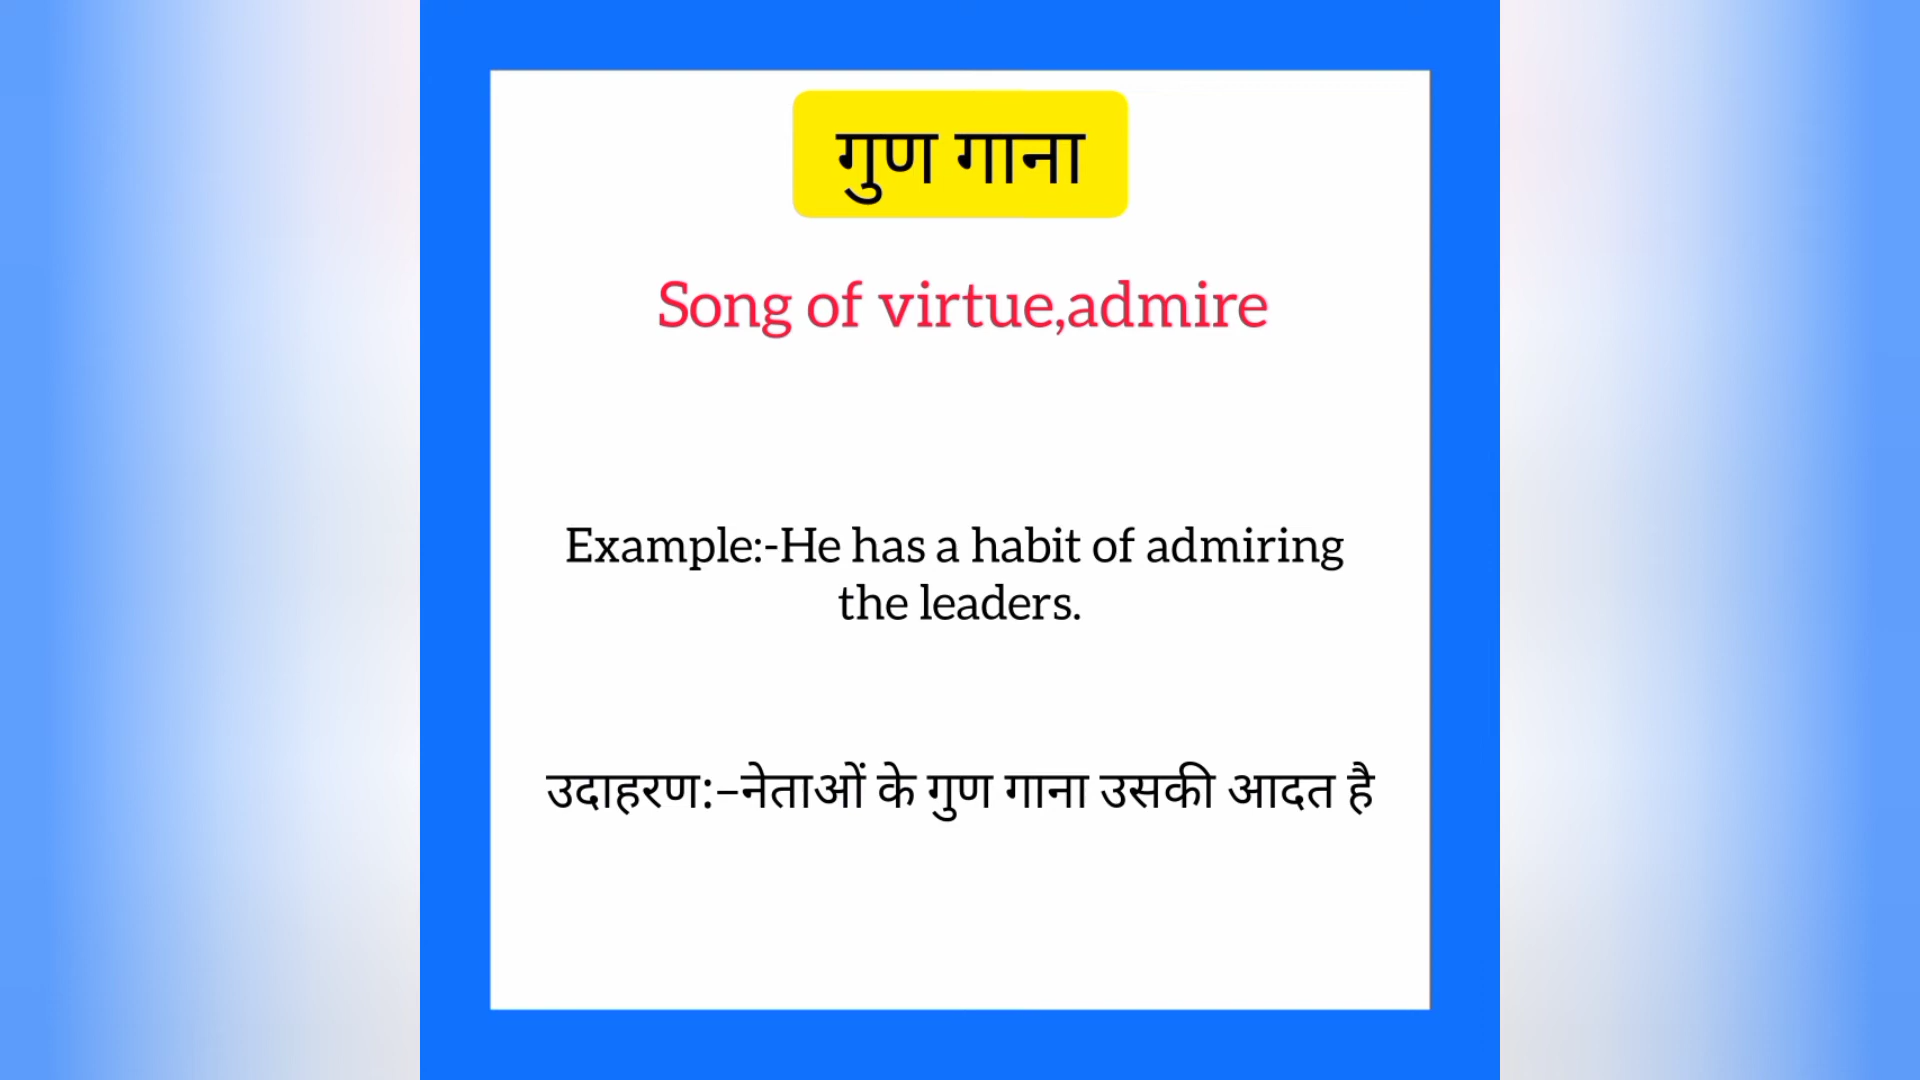 गुण गाना
Song of virtue,admire
Example:-He has a habit of admiring
the leaders.
उदाहरण:–नेताओं के गुण गाना उसकी आदत है